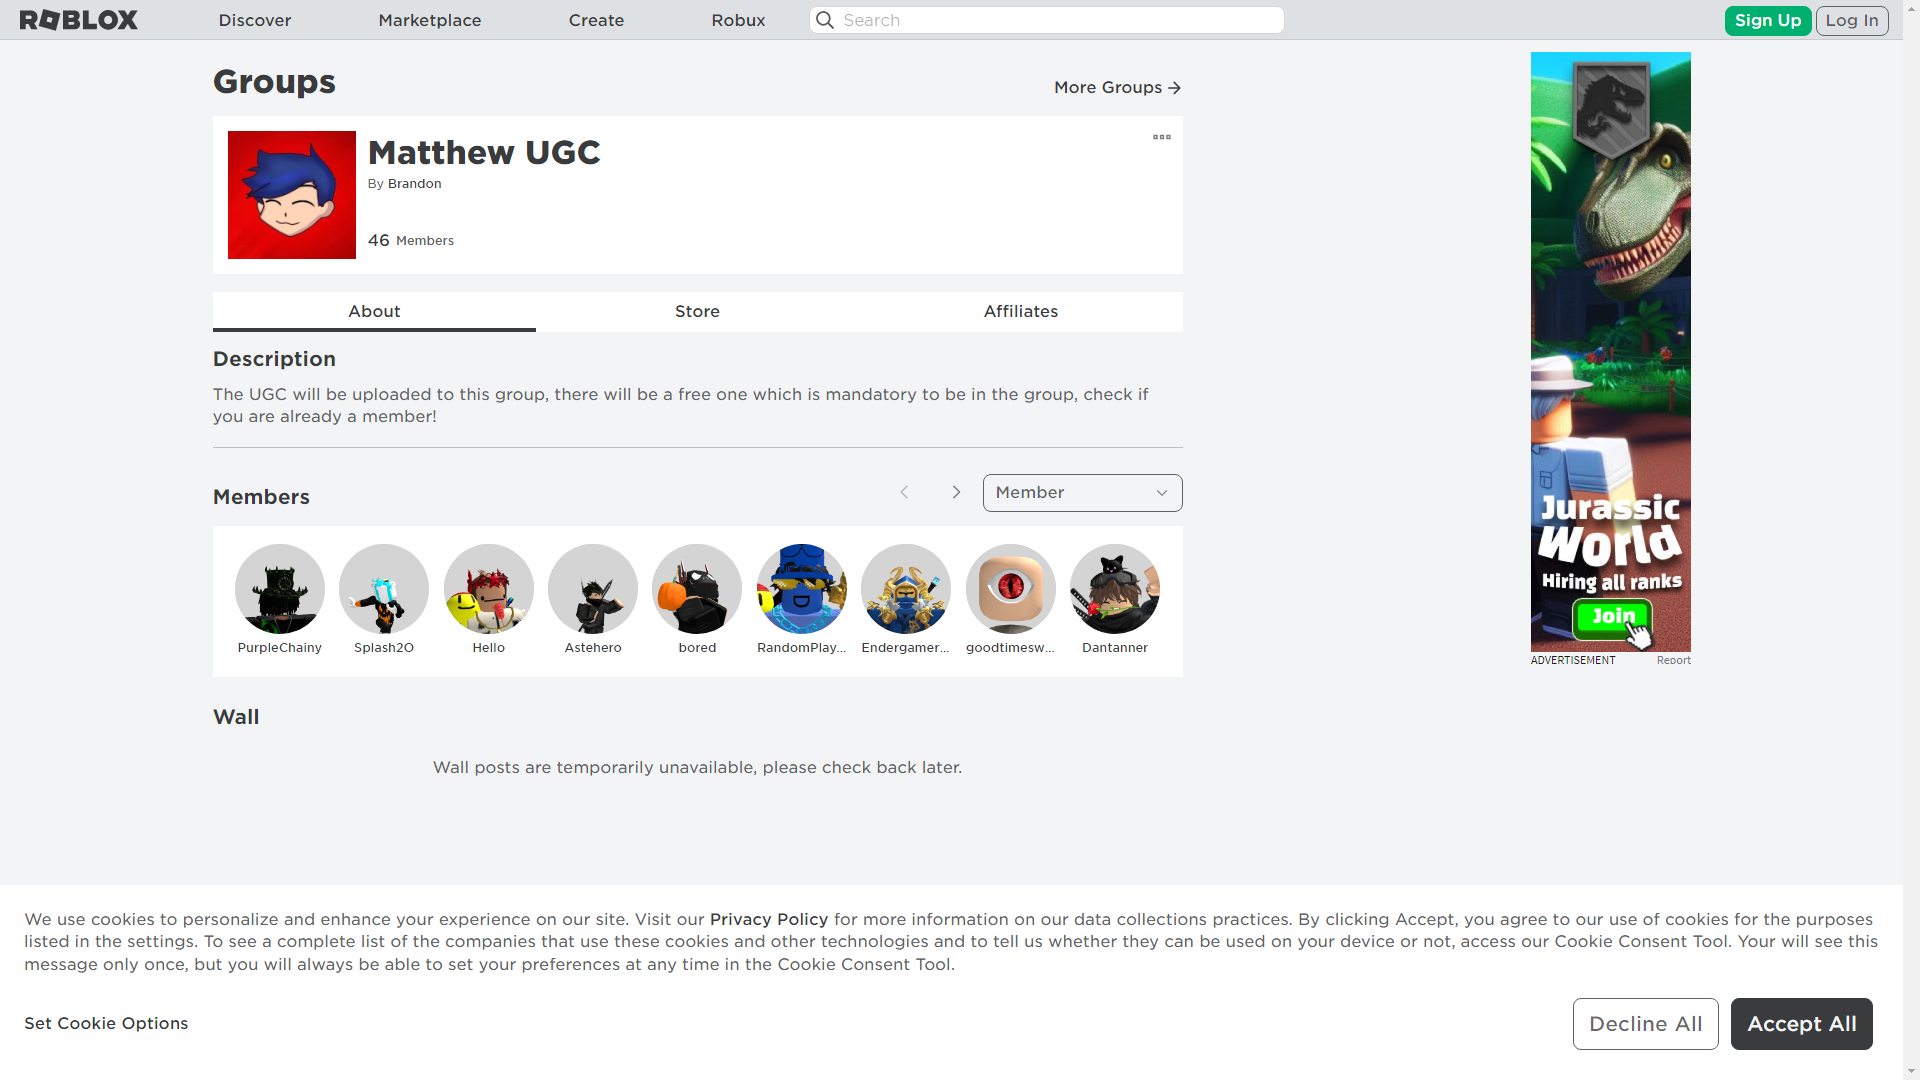 ROBLOX
Discover
Marketplace
Create
Robux
Search
Sign Up
Log In
Groups
More Groups
Matthew UGC
By Brandon
46 Members
About
Store
Affiliates
Description
The UGC will be uploaded to this group, there will be a free one which is mandatory to be in the group, check if
you are already a member!
Members
Member
PurpleChainy
Splash2O
Hello
Astehero
bored
RandomPlay...
Endergamer...
goodtimesw...
Dantanner
Wall
Wall posts are temporarily unavailable, please check back later.
Jurassic
World
Hiring all ranks
Join
ADVERTISEMENT
Report
We use cookies to personalize and enhance your experience on our site. Visit our Privacy Policy for more information on our data collections practices. By clicking Accept, you agree to our use of cookies for the purposes
listed in the settings. To see a complete list of the companies that use these cookies and other technologies and to tell us whether they can be used on your device or not, access our Cookie Consent Tool. Your will see this
message only once, but you will always be able to set your preferences at any time in the Cookie Consent Tool.
Set Cookie Options
Decline All
Accept All